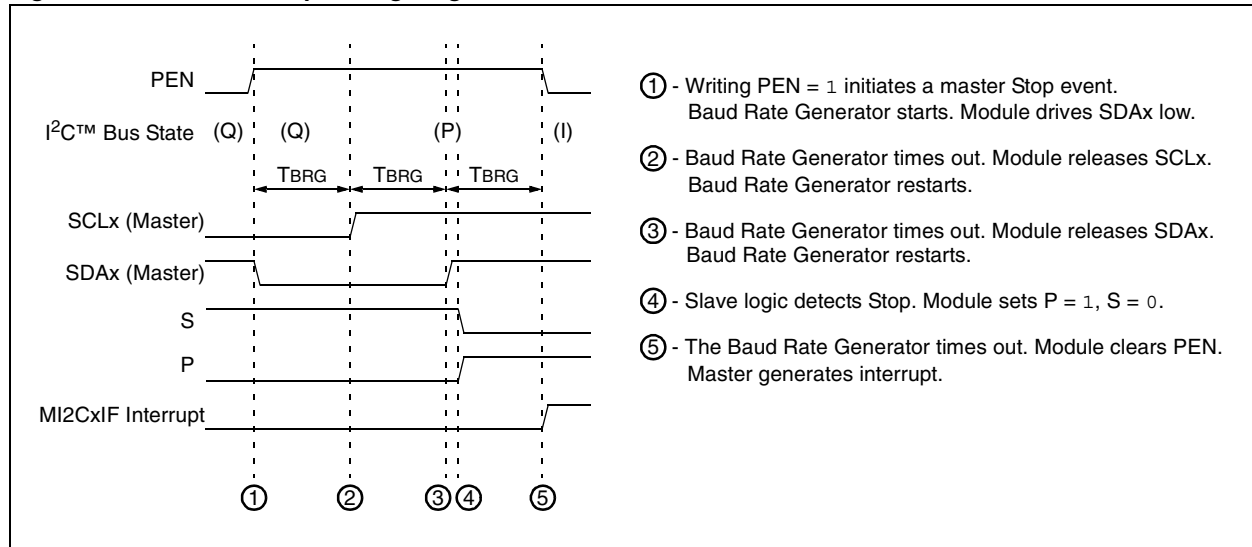 PEN
I²C™ Bus State (Q) (Q) (P) (I)
TBRG TBRG TBRG
SCLx (Master)
SDAx (Master)
S
P
MI2CxIF Interrupt
① ② ③ ④ ⑤
① - Writing PEN = 1 initiates a master Stop event.
Baud Rate Generator starts. Module drives SDAx low.
② - Baud Rate Generator times out. Module releases SCLx.
Baud Rate Generator restarts.
③ - Baud Rate Generator times out. Module releases SDAx.
Baud Rate Generator restarts.
④ - Slave logic detects Stop. Module sets P = 1, S = 0.
⑤ - The Baud Rate Generator times out. Module clears PEN.
Master generates interrupt.